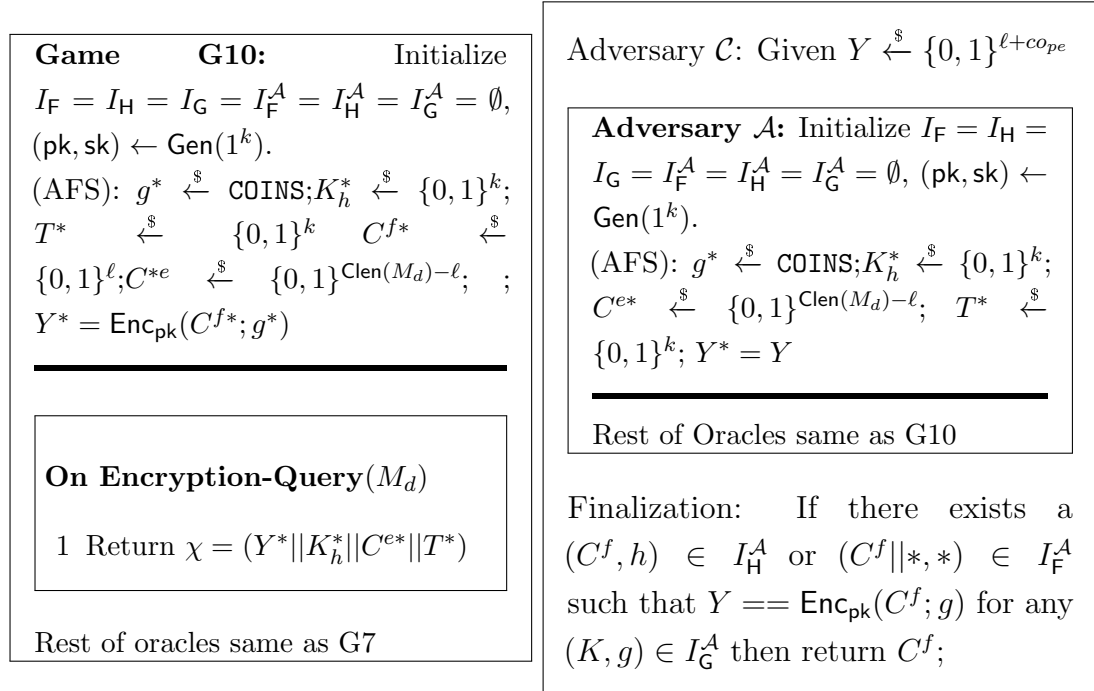 Game G10: Initialize
I_F = I_H = I_G = I_F^A = I_H^A = I_G^A = ∅,
(pk, sk) ← Gen(1^k).
(AFS): g* ←$ COINS;K_h^* ←$ {0, 1}^k;
T* ←$ {0, 1}^k C^{f*} ←$
{0, 1}^ℓ;C^{*e} ←$ {0, 1}^{Clen(M_d)−ℓ}; ;
Y* = Enc_pk(C^{f*}; g*)
On Encryption-Query(M_d)
1 Return χ = (Y*||K_h^*||C^{e*}||T*)
Rest of oracles same as G7
Adversary C: Given Y ←$ {0, 1}^{ℓ+co_{pe}}
Adversary A: Initialize I_F = I_H =
I_G = I_F^A = I_H^A = I_G^A = ∅, (pk, sk) ←
Gen(1^k).
(AFS): g* ←$ COINS;K_h^* ←$ {0, 1}^k;
C^{e*} ←$ {0, 1}^{Clen(M_d)−ℓ}; T* ←$
{0, 1}^k; Y* = Y
Rest of Oracles same as G10
Finalization: If there exists a
(C^f, h) ∈ I_H^A or (C^f||∗, ∗) ∈ I_F^A
such that Y == Enc_pk(C^f; g) for any
(K, g) ∈ I_G^A then return C^f;